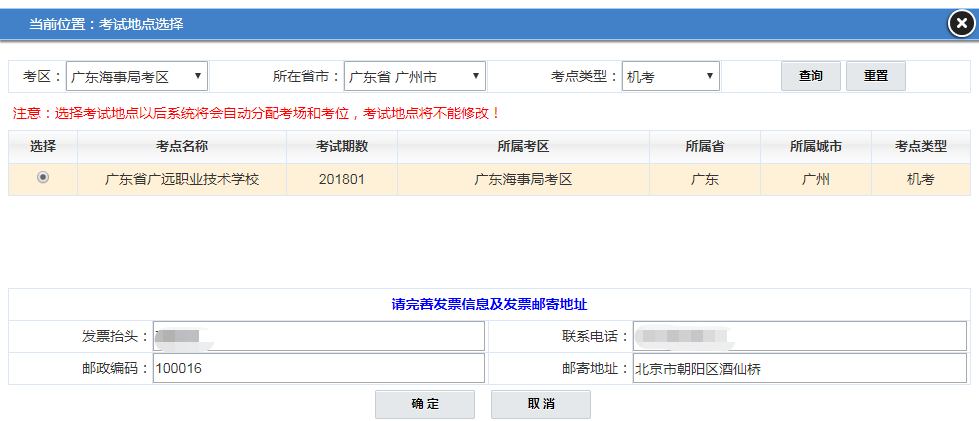 当前位置：考试地点选择
考区： 广东海事局考区 所在省市： 广东省 广州市 考点类型： 机考 查询 重置
注意：选择考试地点以后系统将会自动分配考场和考位，考试地点将不能修改！
选择 考点名称 考试期数 所属考区 所属省 所属城市 考点类型
广东省广远职业技术学校 201801 广东海事局考区 广东 广州 机考
请完善发票信息及发票邮寄地址
发票抬头： 联系电话：
邮政编码： 100016 邮寄地址： 北京市朝阳区酒仙桥
确 定 取 消